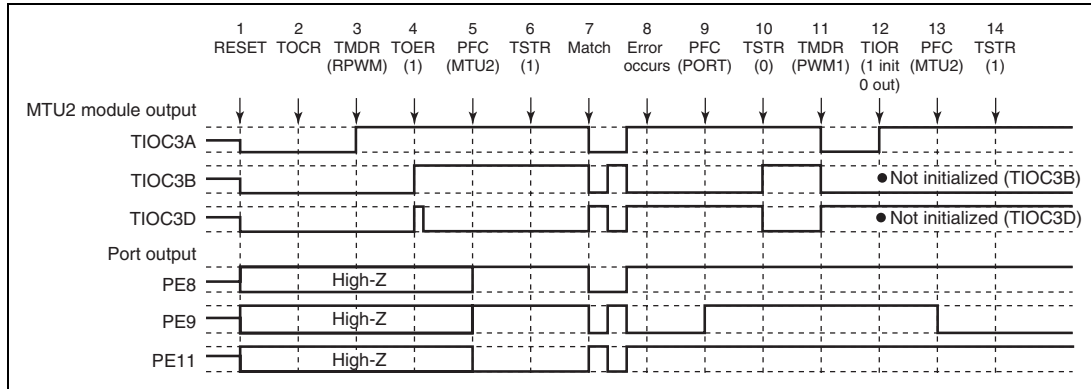 1 2 3 4 5 6 7 8 9 10 11 12 13 14
RESET TOCR TMDR TOER PFC TSTR Match Error PFC TSTR TMDR TIOR PFC TSTR
(RPWM) (1) (MTU2) (1) occurs (PORT) (0) (PWM1) (1 init (MTU2) (1)
0 out)
MTU2 module output
TIOC3A
TIOC3B
● Not initialized (TIOC3B)
TIOC3D
● Not initialized (TIOC3D)
Port output
PE8
High-Z
PE9
High-Z
PE11
High-Z